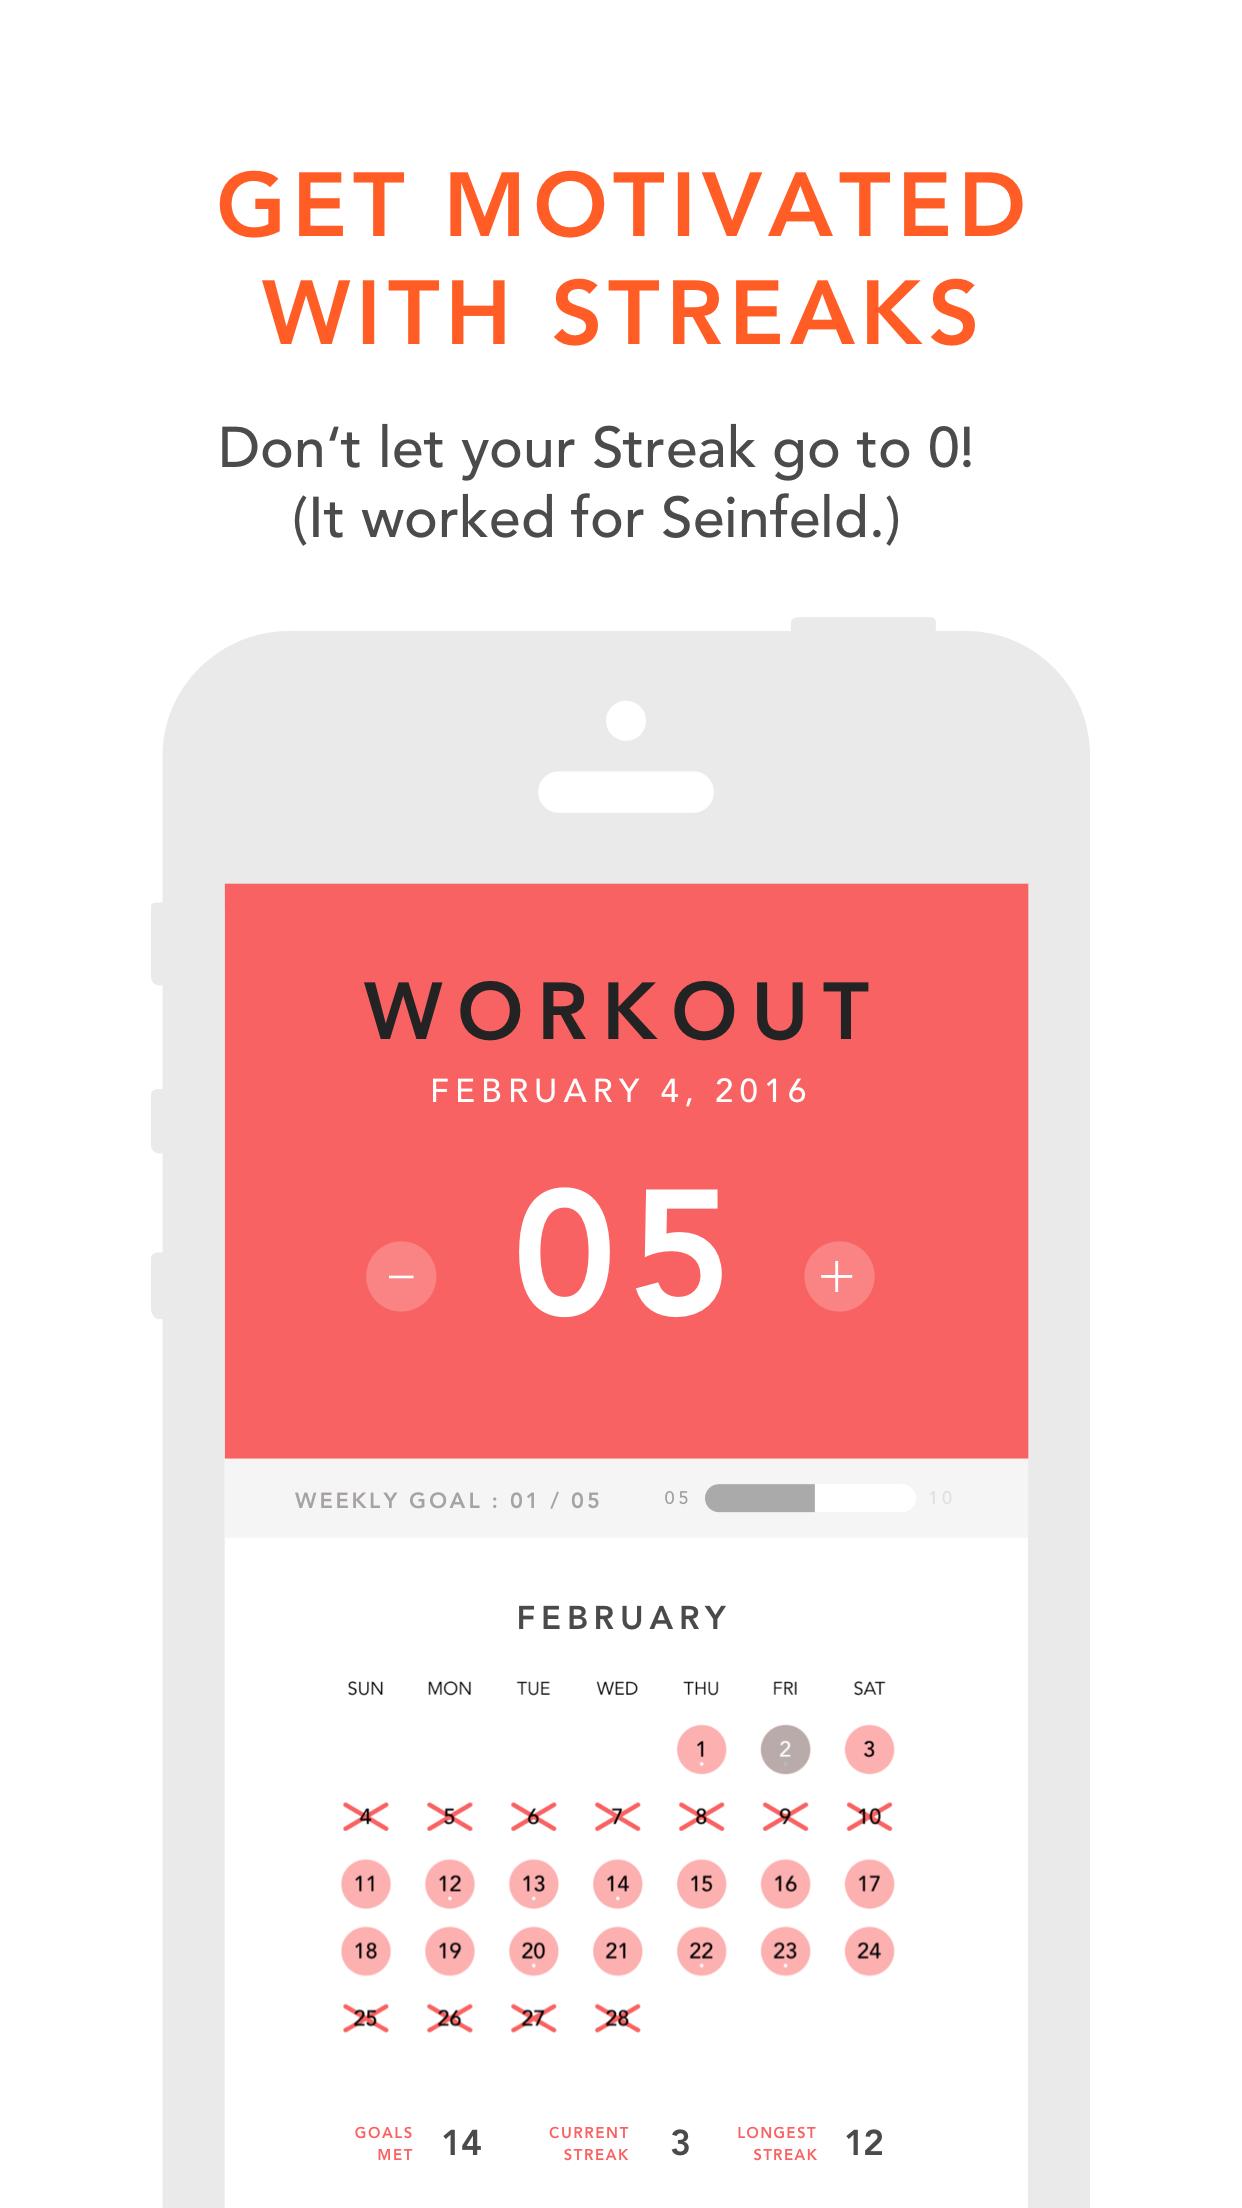 GET MOTIVATED
WITH STREAKS
Don‘t let your Streak go to 0!
(It worked for Seinfeld.)
WORKOUT
FEBRUARY 4, 2016
− 05 +
WEEKLY GOAL : 01 / 05 05 10
FEBRUARY
SUN MON TUE WED THU FRI SAT
1 2 3
4 5 6 7 8 9 10
11 12 13 14 15 16 17
18 19 20 21 22 23 24
25 26 27 28
GOALS MET 14 CURRENT STREAK 3 LONGEST STREAK 12